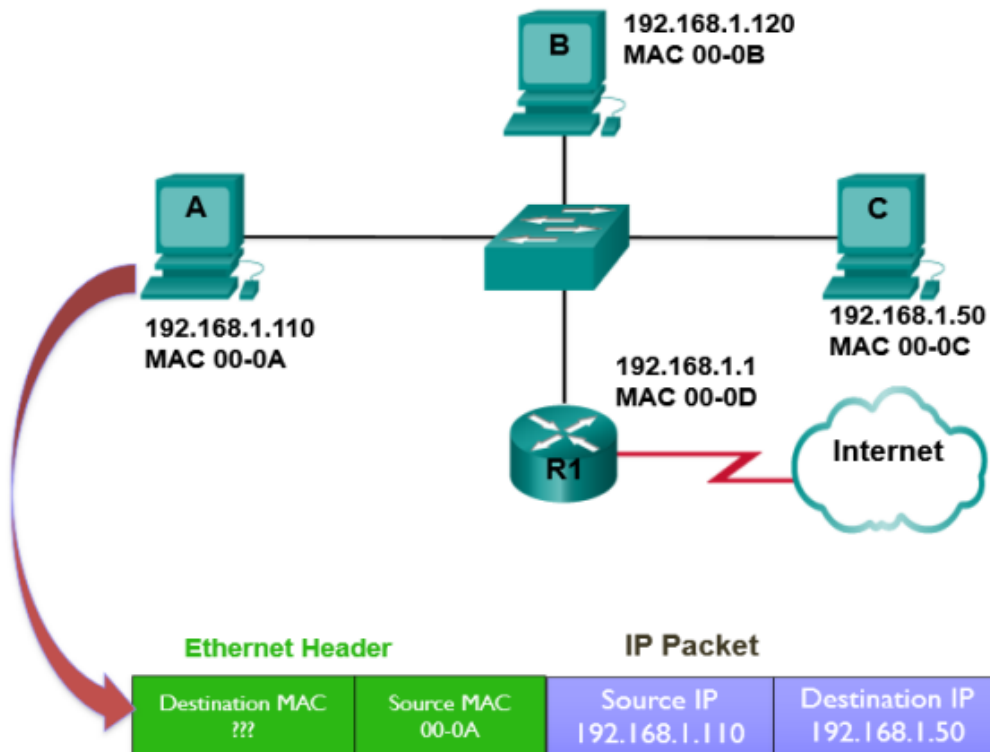 192.168.1.120
MAC 00-0B
B
A
C
192.168.1.110
MAC 00-0A
192.168.1.50
MAC 00-0C
192.168.1.1
MAC 00-0D
R1
Internet
Ethernet Header
IP Packet
Destination MAC
???
Source MAC
00-0A
Source IP
192.168.1.110
Destination IP
192.168.1.50